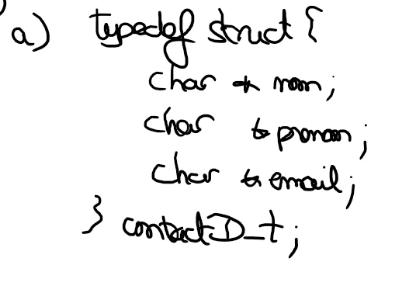 a) typedef struct {
char * nom;
char * prenom;
char * email;
} contactD_t;